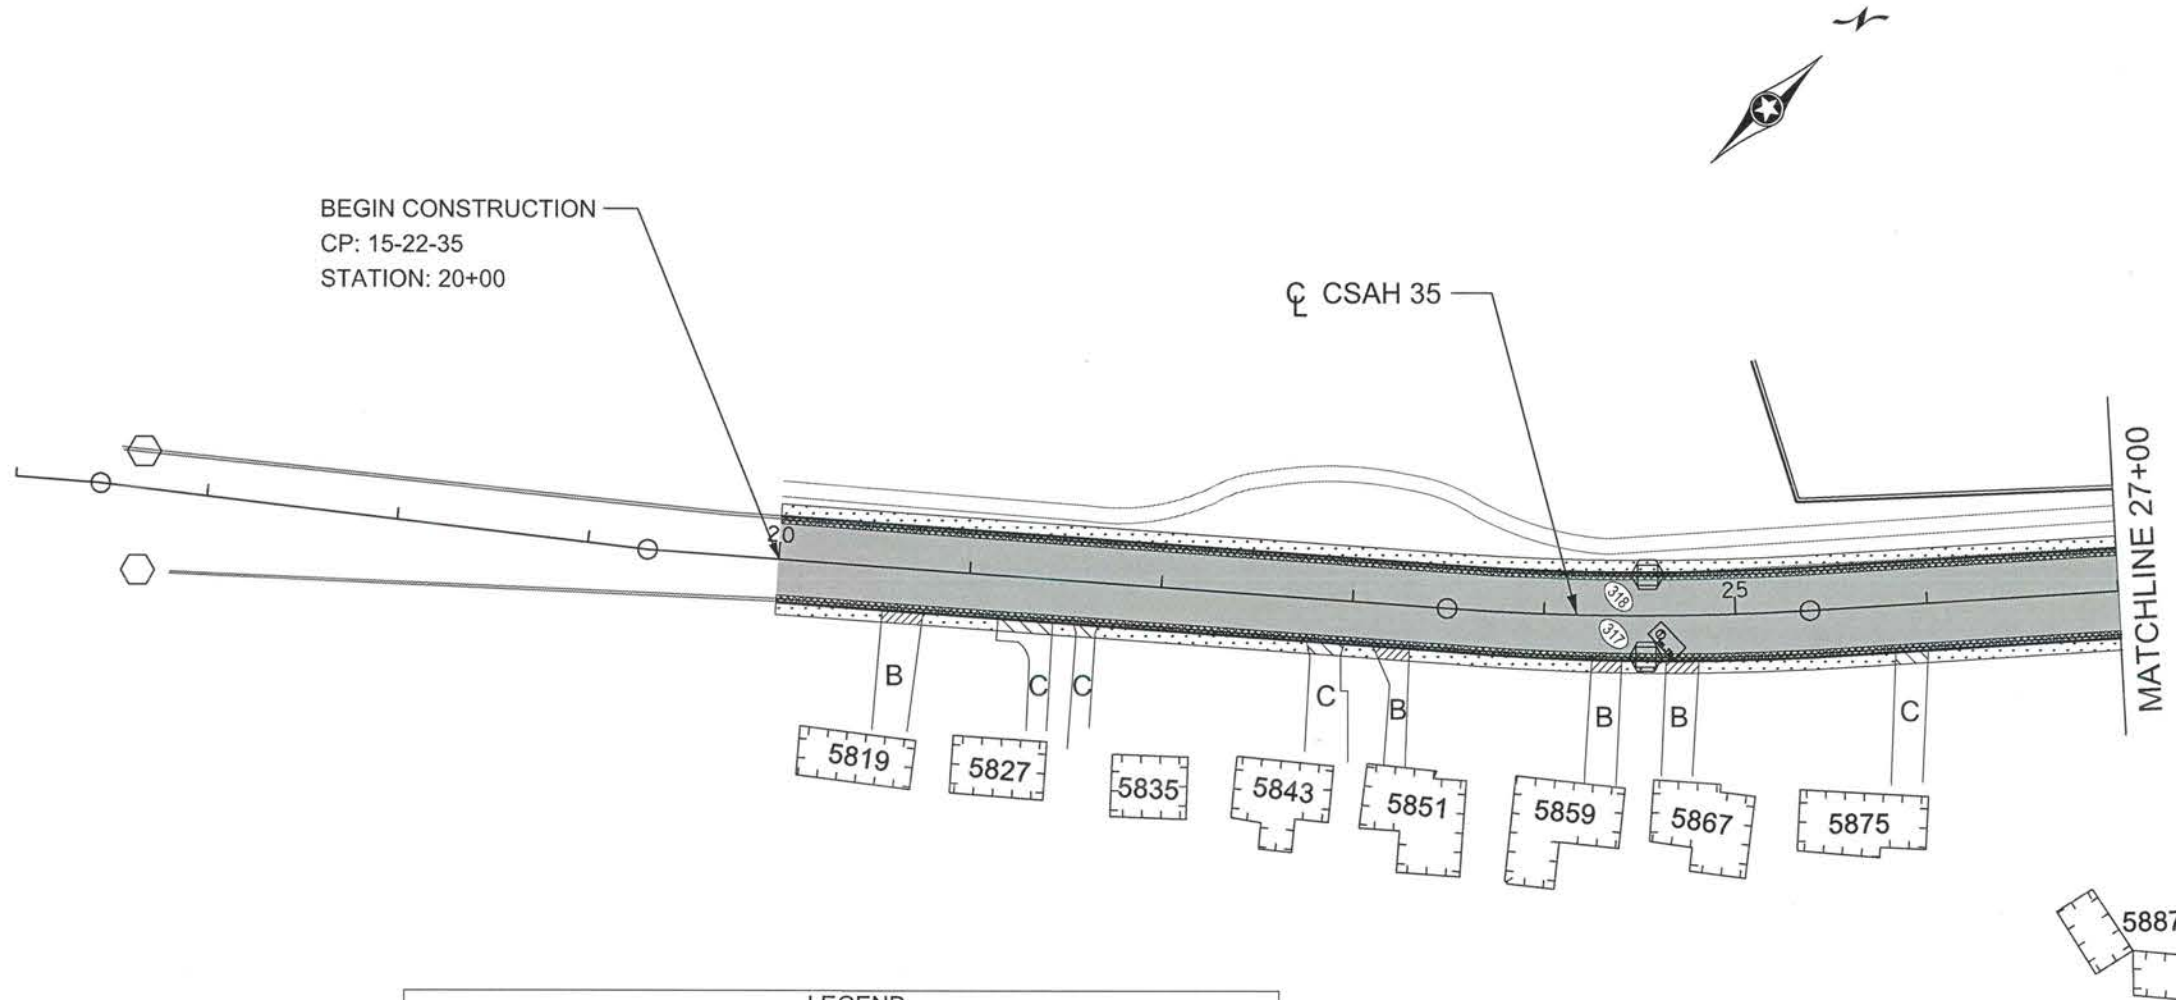 N
BEGIN CONSTRUCTION
CP: 15-22-35
STATION: 20+00
℄ CSAH 35
MATCHLINE 27+00
20
25
318
317
B
C
C
C
B
B
B
C
5819
5827
5835
5843
5851
5859
5867
5875
5887
LEGEND